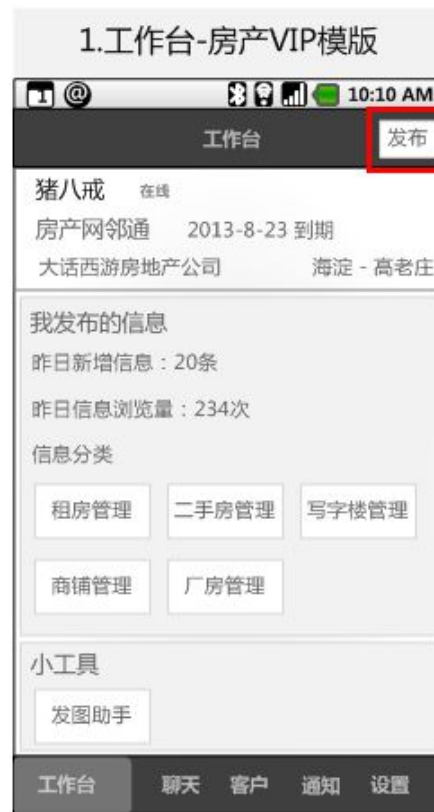 1.工作台-房产VIP模版
10:10 AM
工作台 发布
猪八戒 在线
房产网邻通 2013-8-23 到期
大话西游房地产公司 海淀 - 高老庄
我发布的信息
昨日新增信息：20条
昨日信息浏览量：234次
信息分类
租房管理 二手房管理 写字楼管理
商铺管理 厂房管理
小工具
发图助手
工作台 聊天 客户 通知 设置